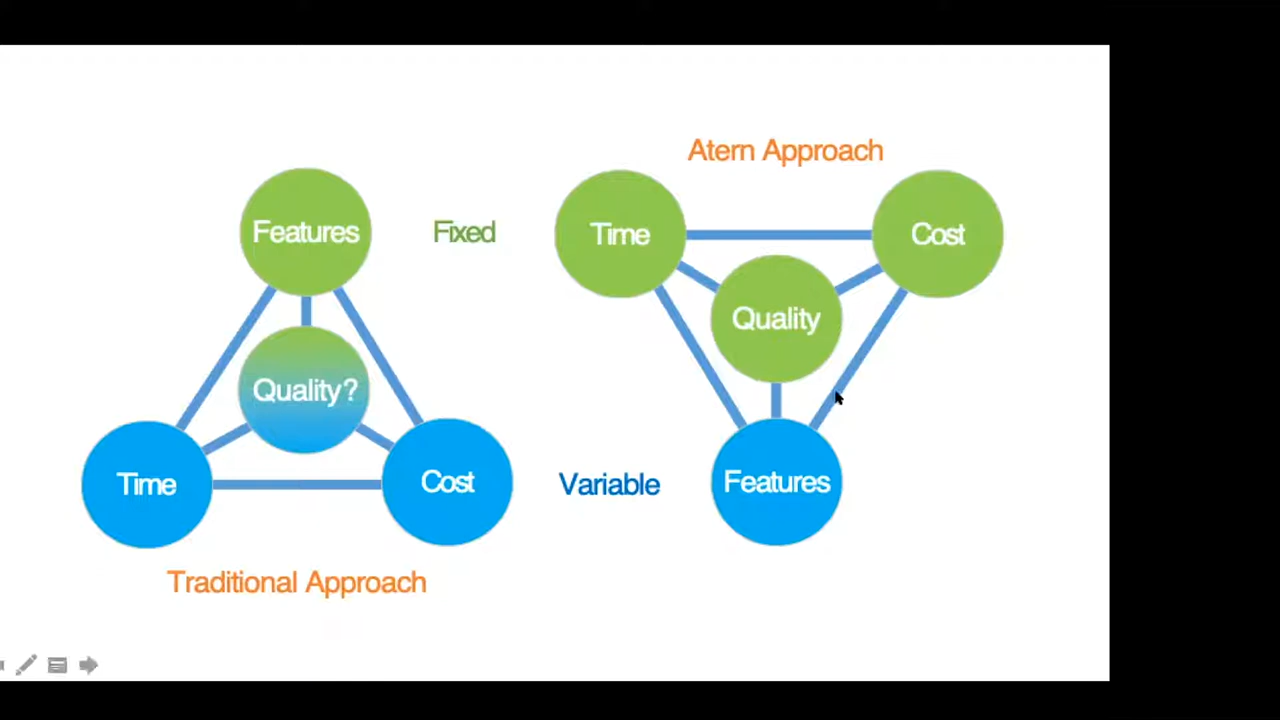 Atern Approach
Features
Fixed
Time
Cost
Quality
Quality?
Time
Cost
Variable
Features
Traditional Approach